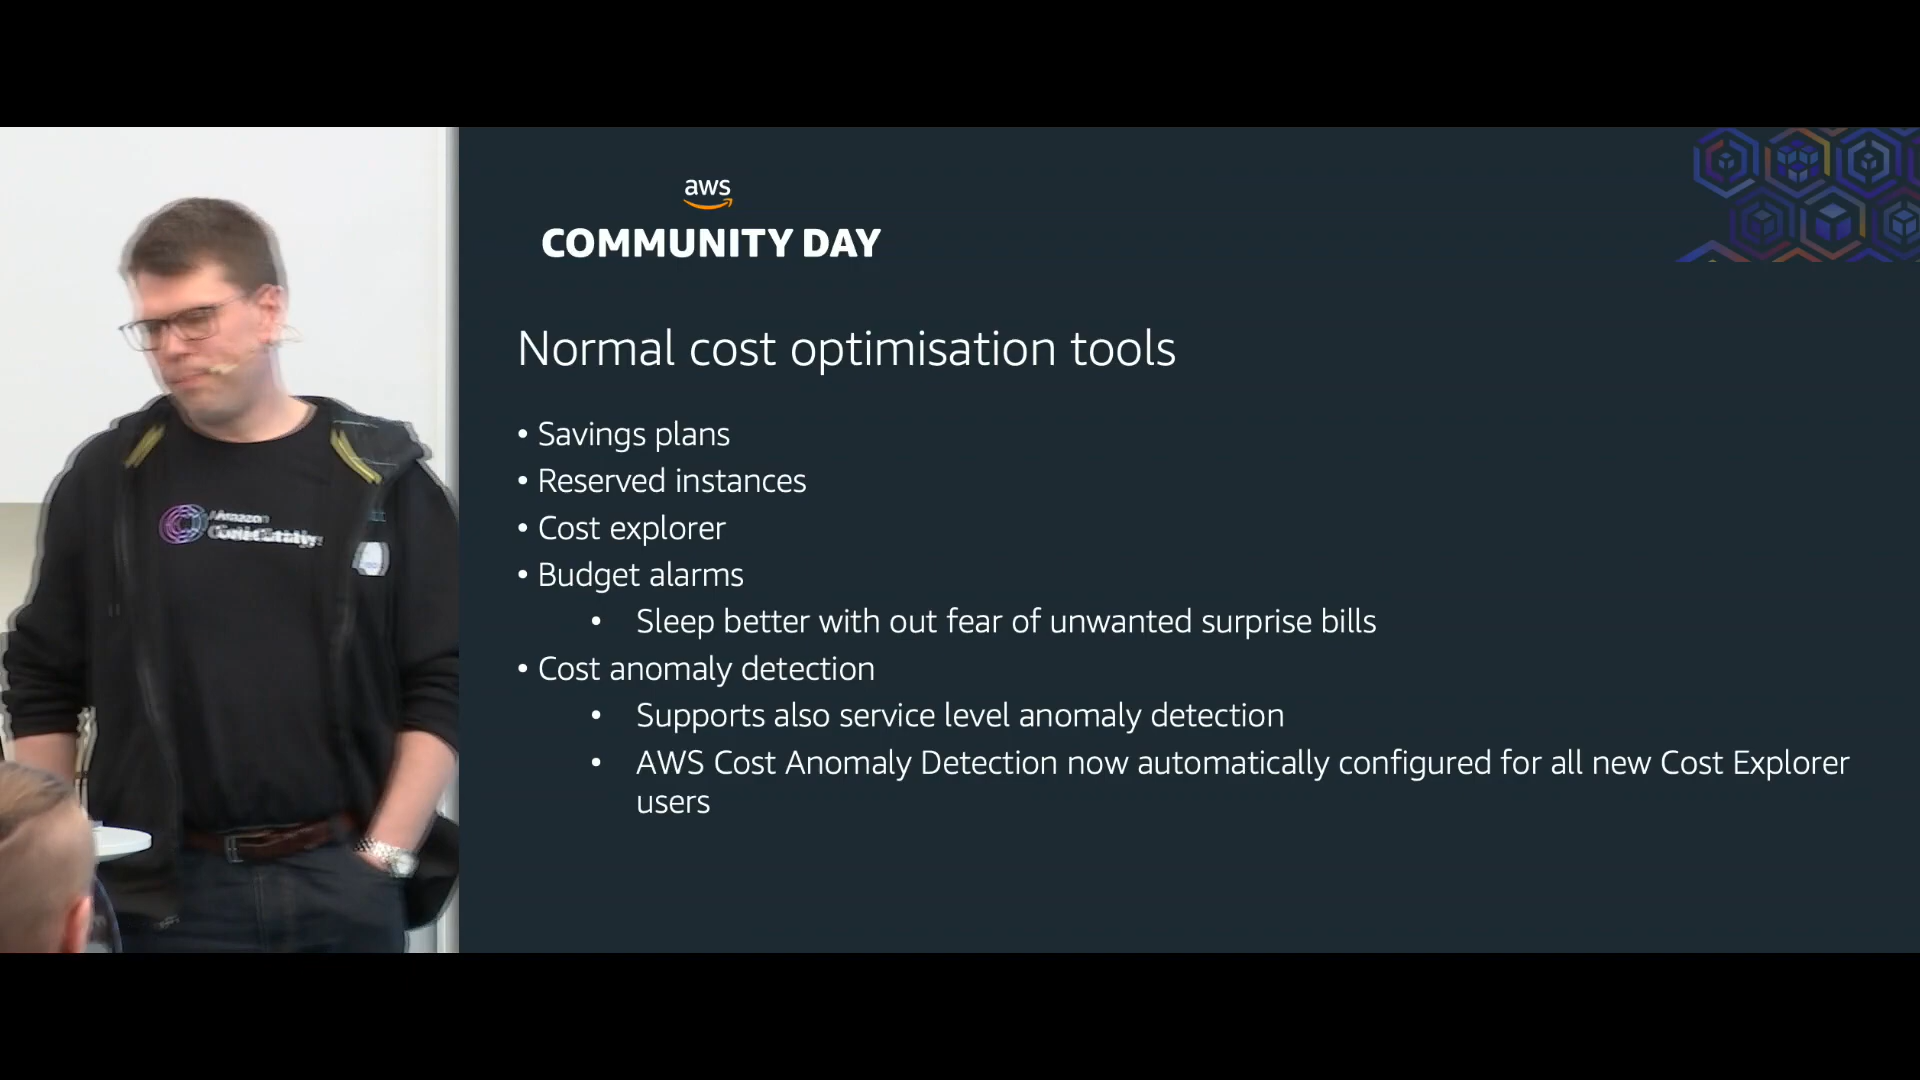 aws
COMMUNITY DAY
Normal cost optimisation tools
• Savings plans
• Reserved instances
• Cost explorer
• Budget alarms
• Sleep better with out fear of unwanted surprise bills
• Cost anomaly detection
• Supports also service level anomaly detection
• AWS Cost Anomaly Detection now automatically configured for all new Cost Explorer
users
Amazon